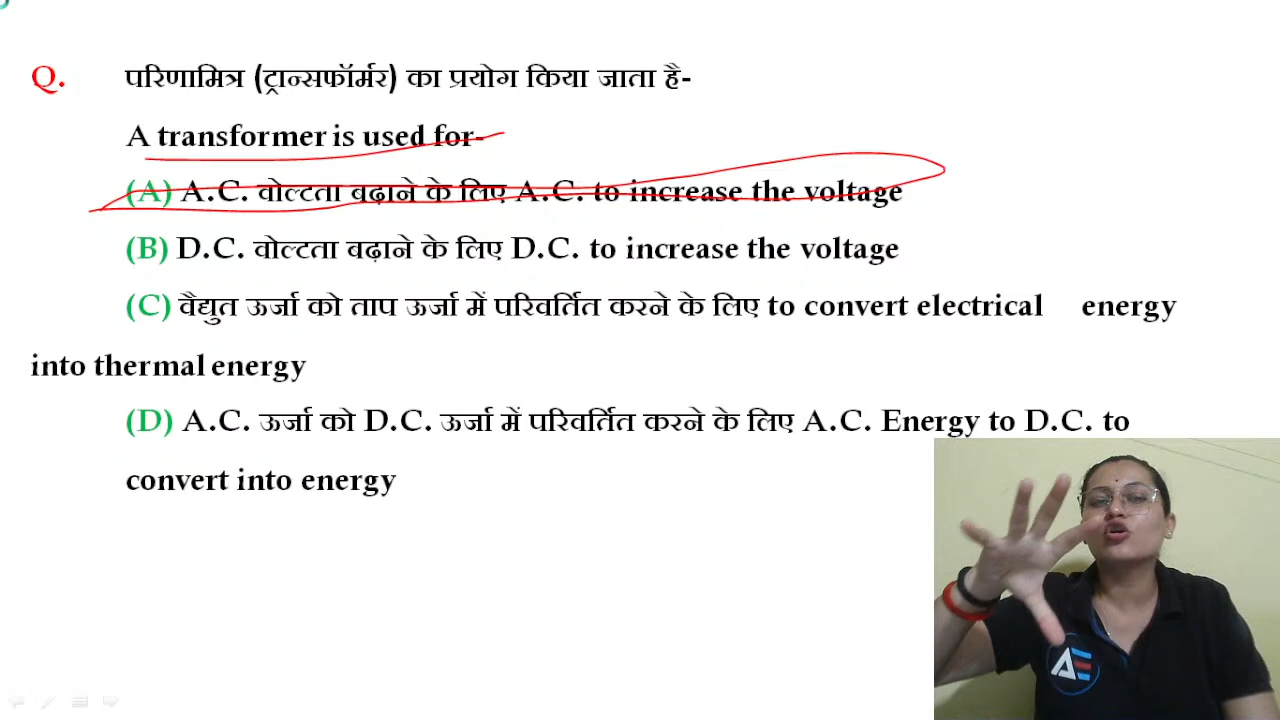 Q. परिणामित्र (ट्रान्सफॉर्मर) का प्रयोग किया जाता है-
A transformer is used for-
(A) A.C. वोल्टता बढ़ाने के लिए A.C. to increase the voltage
(B) D.C. वोल्टता बढ़ाने के लिए D.C. to increase the voltage
(C) वैद्युत ऊर्जा को ताप ऊर्जा में परिवर्तित करने के लिए to convert electrical energy
into thermal energy
(D) A.C. ऊर्जा को D.C. ऊर्जा में परिवर्तित करने के लिए A.C. Energy to D.C. to
convert into energy
AE